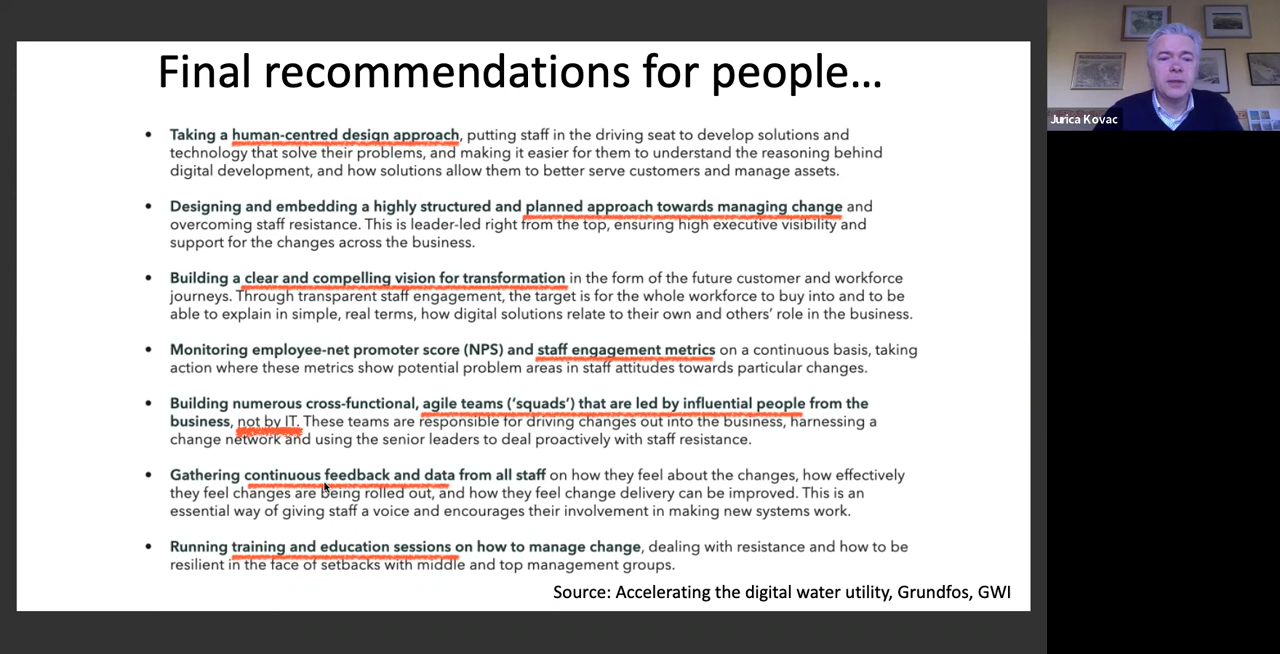 Final recommendations for people...
• Taking a human-centred design approach, putting staff in the driving seat to develop solutions and
technology that solve their problems, and making it easier for them to understand the reasoning behind
digital development, and how solutions allow them to better serve customers and manage assets.
• Designing and embedding a highly structured and planned approach towards managing change and
overcoming staff resistance. This is leader-led right from the top, ensuring high executive visibility and
support for the changes across the business.
• Building a clear and compelling vision for transformation in the form of the future customer and workforce
journeys. Through transparent staff engagement, the target is for the whole workforce to buy into and to be
able to explain in simple, real terms, how digital solutions relate to their own and others’ role in the business.
• Monitoring employee-net promoter score (NPS) and staff engagement metrics on a continuous basis, taking
action where these metrics show potential problem areas in staff attitudes towards particular changes.
• Building numerous cross-functional, agile teams (‘squads’) that are led by influential people from the
business, not by IT. These teams are responsible for driving changes out into the business, harnessing a
change network and using the senior leaders to deal proactively with staff resistance.
• Gathering continuous feedback and data from all staff on how they feel about the changes, how effectively
they feel changes are being rolled out, and how they feel change delivery can be improved. This is an
essential way of giving staff a voice and encourages their involvement in making new systems work.
• Running training and education sessions on how to manage change, dealing with resistance and how to be
resilient in the face of setbacks with middle and top management groups.
Source: Accelerating the digital water utility, Grundfos, GWI
Jurica Kovac